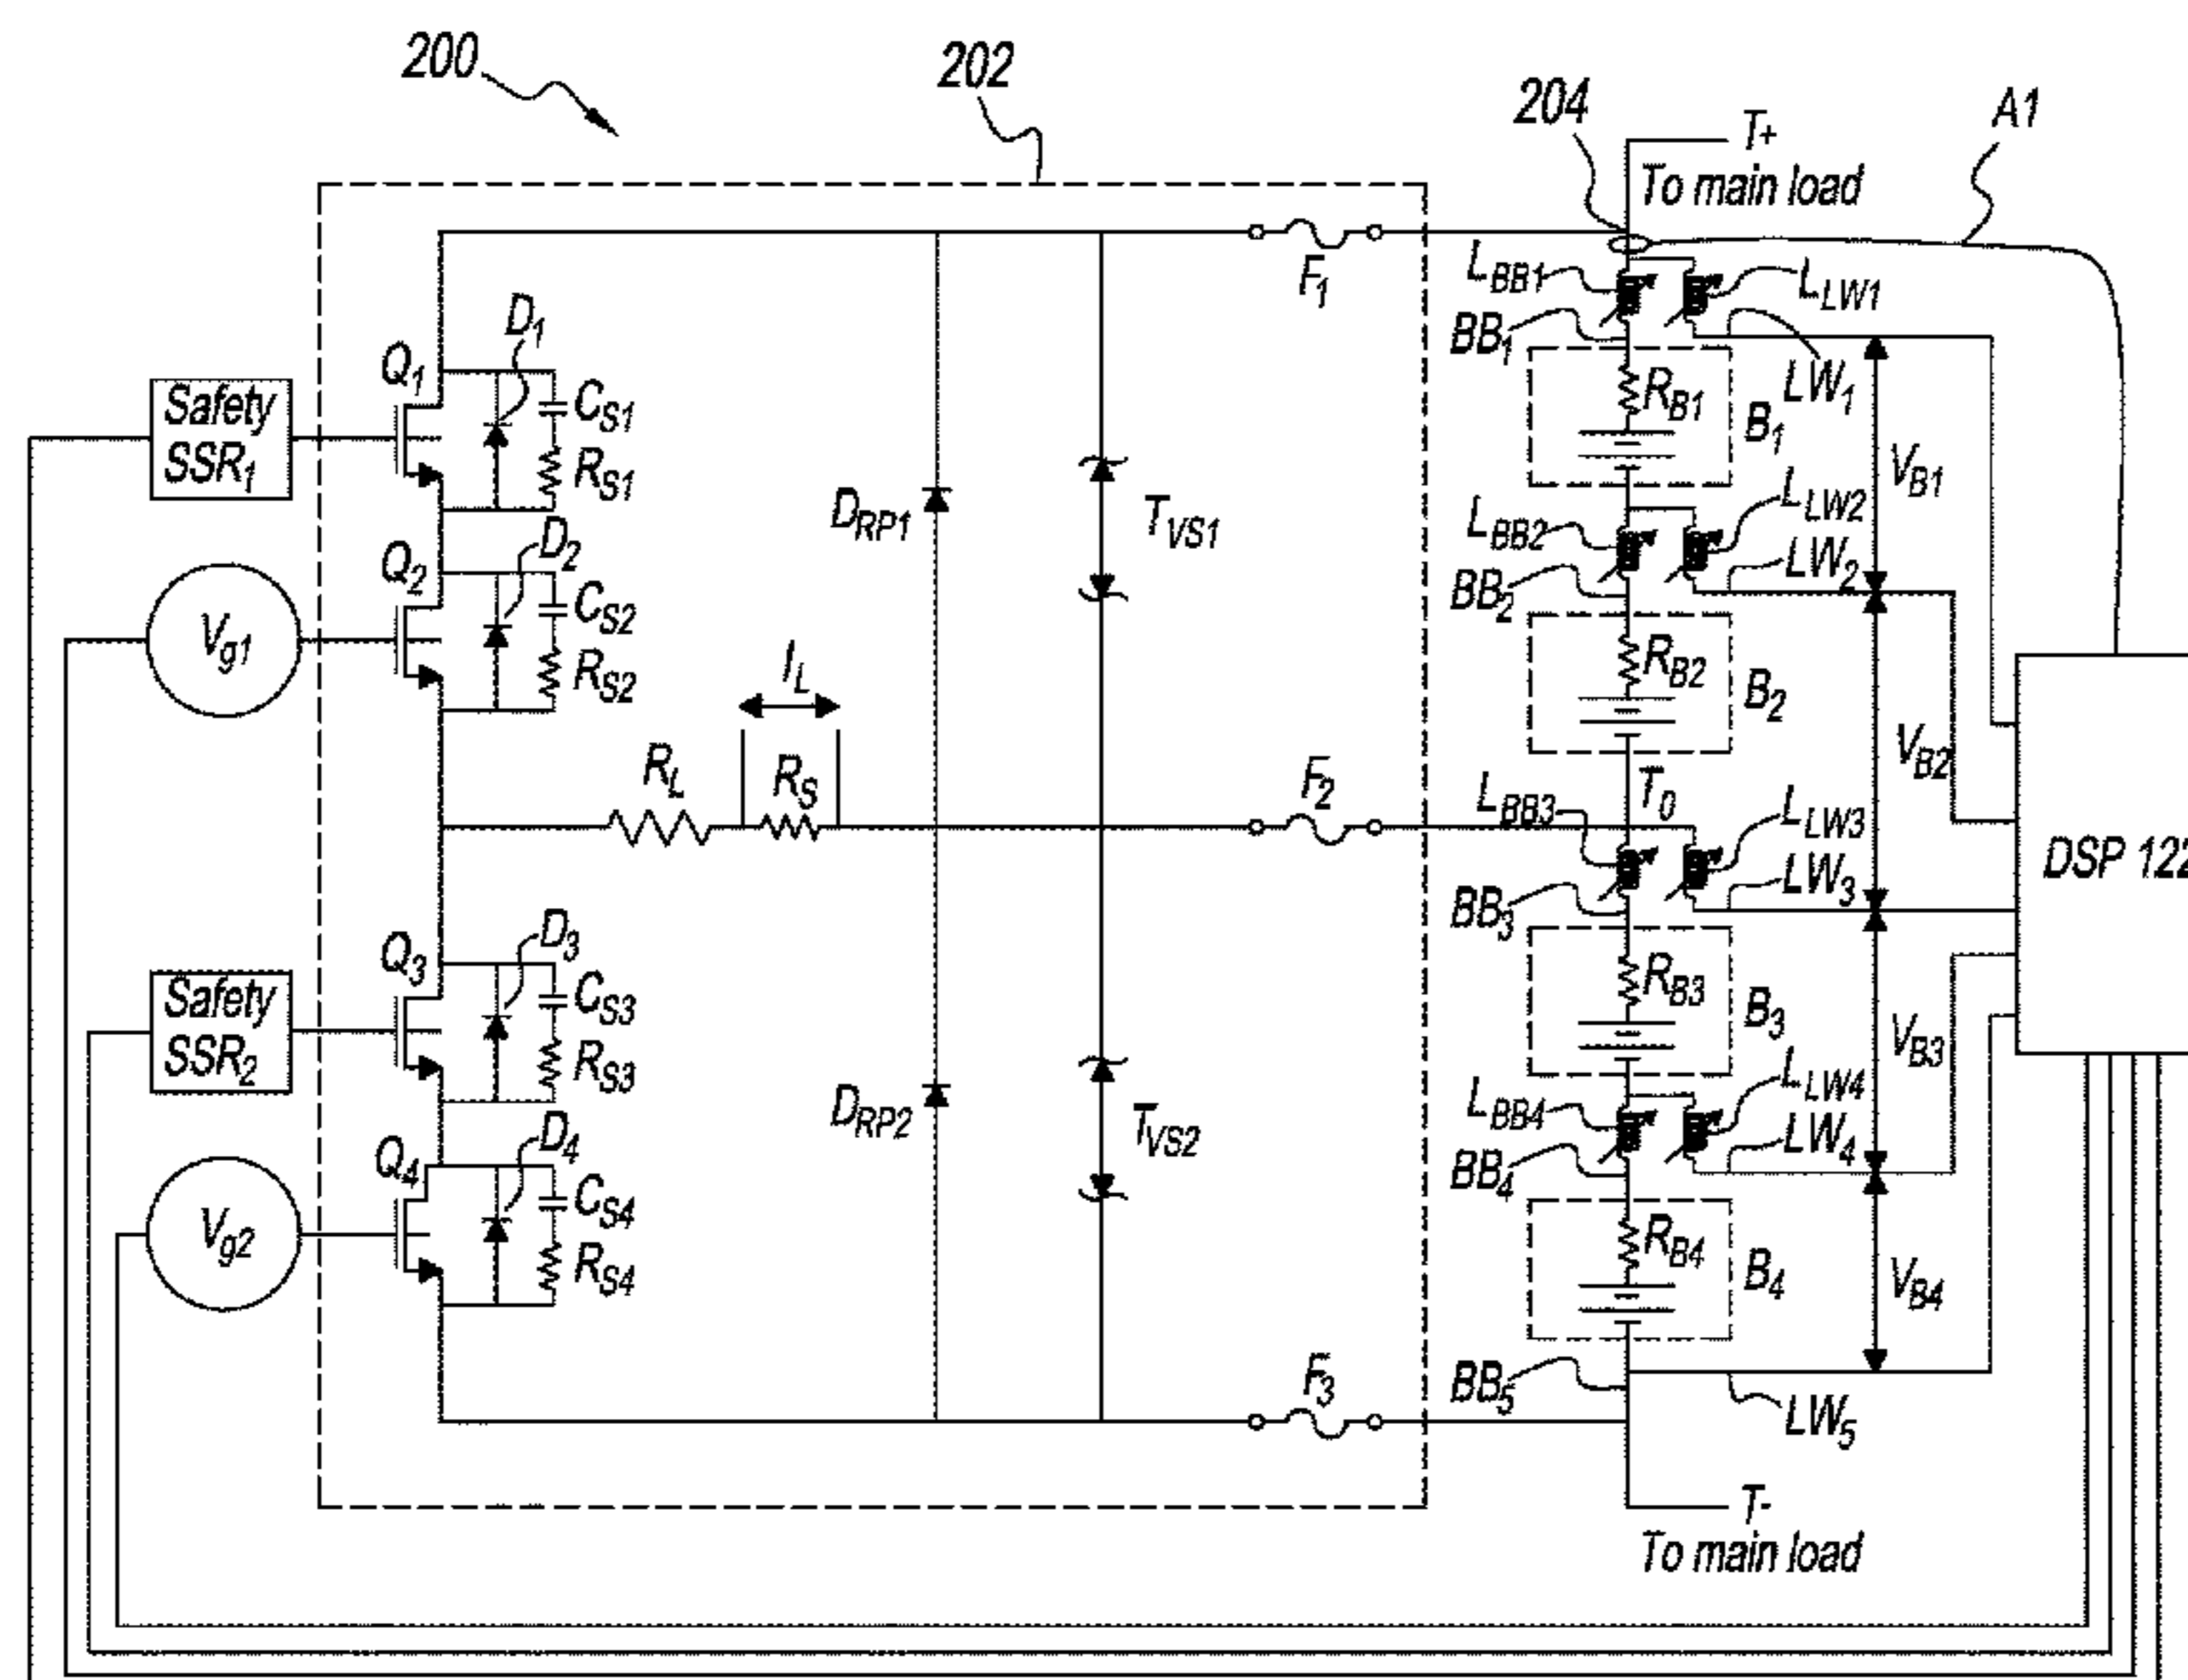 200
202
204
A1
T+
To main load
F1
LBB1
LLW1
BB1
LW1
D1
Q1
Safety
SSR1
CS1
RS1
RB1
B1
VB1
DRP1
TVS1
LBB2
LLW2
BB2
LW2
D2
Q2
Vg1
CS2
RS2
RB2
B2
VB2
IL
RL
RS
F2
T0
LBB3
LLW3
BB3
LW3
DSP 122
D3
Q3
Safety
SSR2
CS3
RS3
RB3
B3
VB3
DRP2
TVS2
LBB4
LLW4
BB4
LW4
D4
Q4
Vg2
CS4
RS4
RB4
B4
VB4
F3
BB5
LW5
T-
To main load